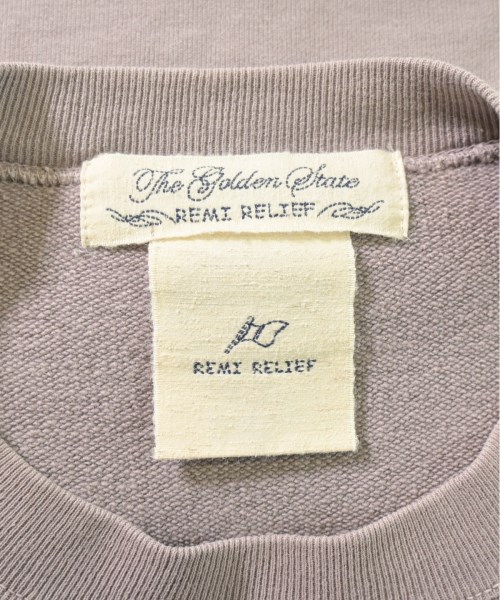 The Golden State
REMI RELIEF
REMI RELIEF